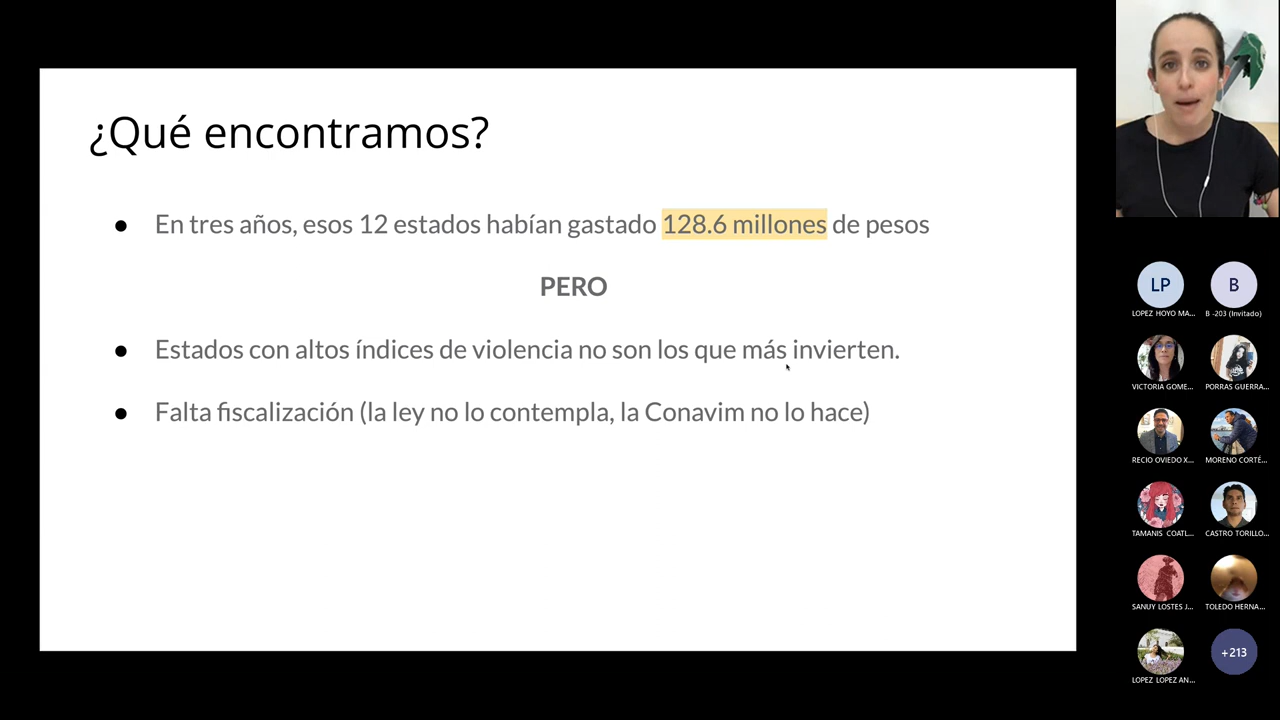 ¿Qué encontramos?
● En tres años, esos 12 estados habían gastado 128.6 millones de pesos
PERO
● Estados con altos índices de violencia no son los que más invierten.
● Falta fiscalización (la ley no lo contempla, la Conavim no lo hace)
LP
B
LOPEZ HOYO MA...
B -203 (Invitado)
VICTORIA GOME...
PORRAS GUERRA...
RECIO OVIEDO X...
MORENO CORTÉ...
TAMANIS COATL...
CASTRO TORILLO...
SANUY LOSTES J...
TOLEDO HERNA...
LOPEZ LOPEZ AN...
+213